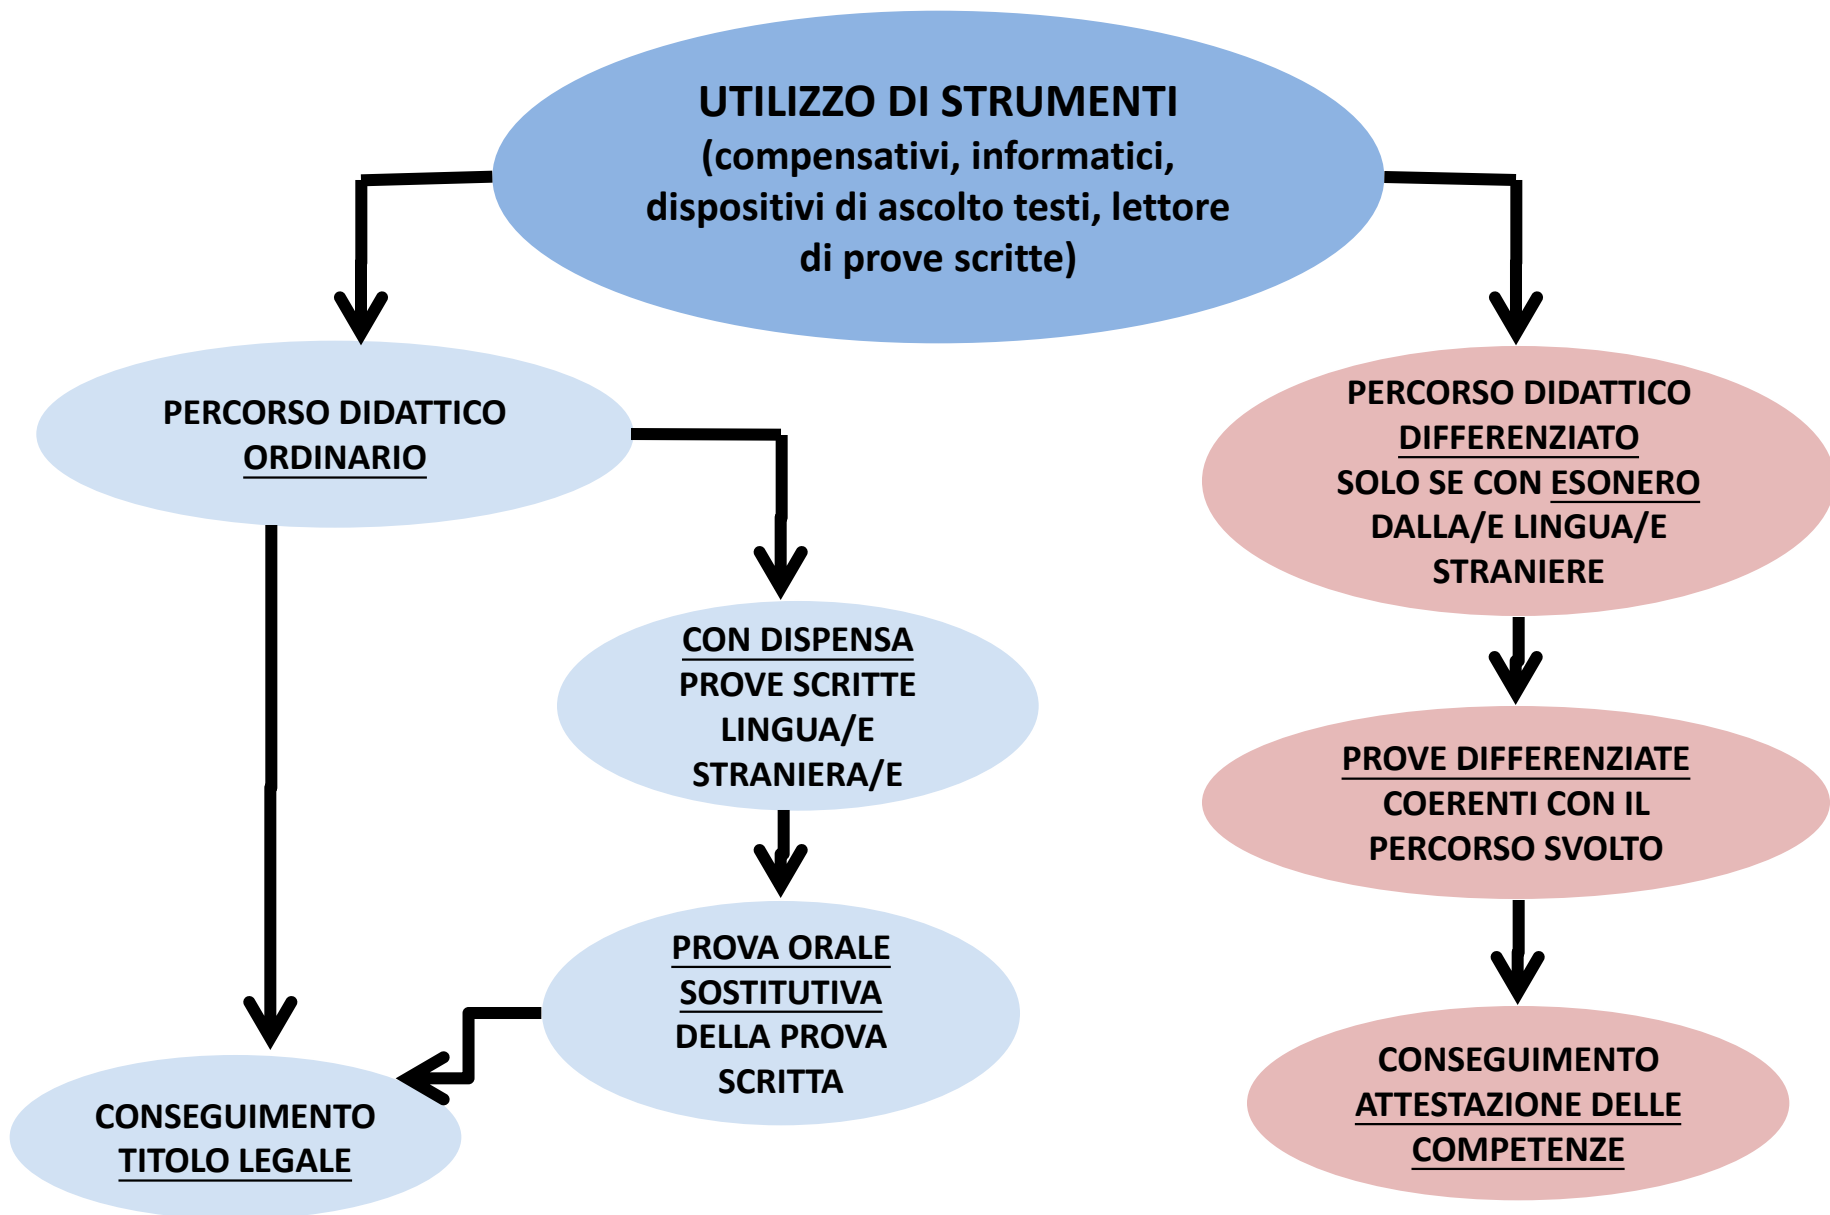 UTILIZZO DI STRUMENTI
(compensativi, informatici,
dispositivi di ascolto testi, lettore
di prove scritte)
PERCORSO DIDATTICO
ORDINARIO
PERCORSO DIDATTICO
DIFFERENZIATO
SOLO SE CON ESONERO
DALLA/E LINGUA/E
STRANIERE
CON DISPENSA
PROVE SCRITTE
LINGUA/E
STRANIERA/E
PROVE DIFFERENZIATE
COERENTI CON IL
PERCORSO SVOLTO
PROVA ORALE
SOSTITUTIVA
DELLA PROVA
SCRITTA
CONSEGUIMENTO
TITOLO LEGALE
CONSEGUIMENTO
ATTESTAZIONE DELLE
COMPETENZE